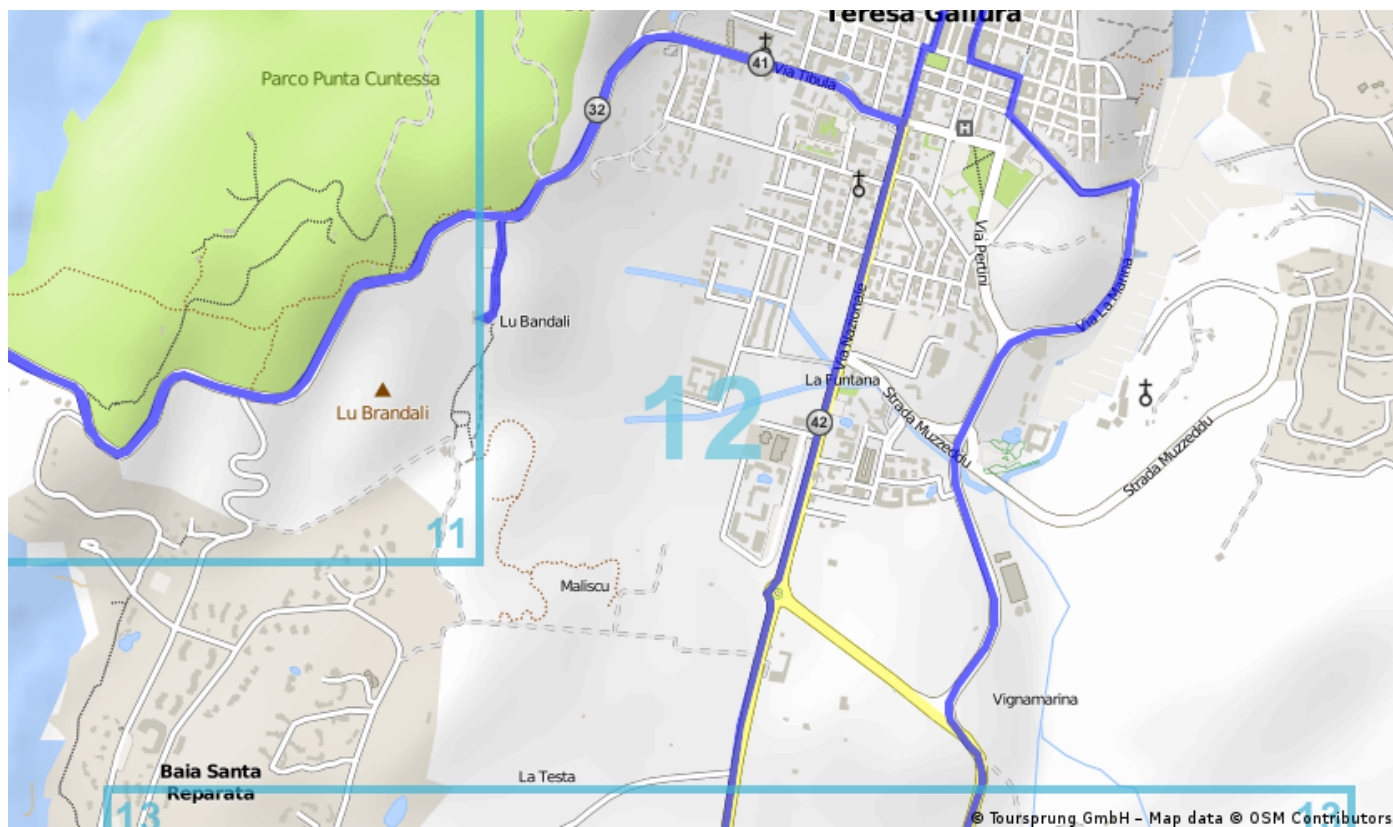 Teresa Gallura
41
Via Tibula
Parco Punta Cuntessa
32
H
Via Pertini
Via La Marina
Lu Bandali
Via Nazionale
La Funtana
12
Lu Brandali
Strada Muzzeddu
42
Strada Muzzeddu
11
Maliscu
Vignamarina
Baia Santa
Reparata
La Testa
13
13
© Toursprung GmbH – Map data © OSM Contributors